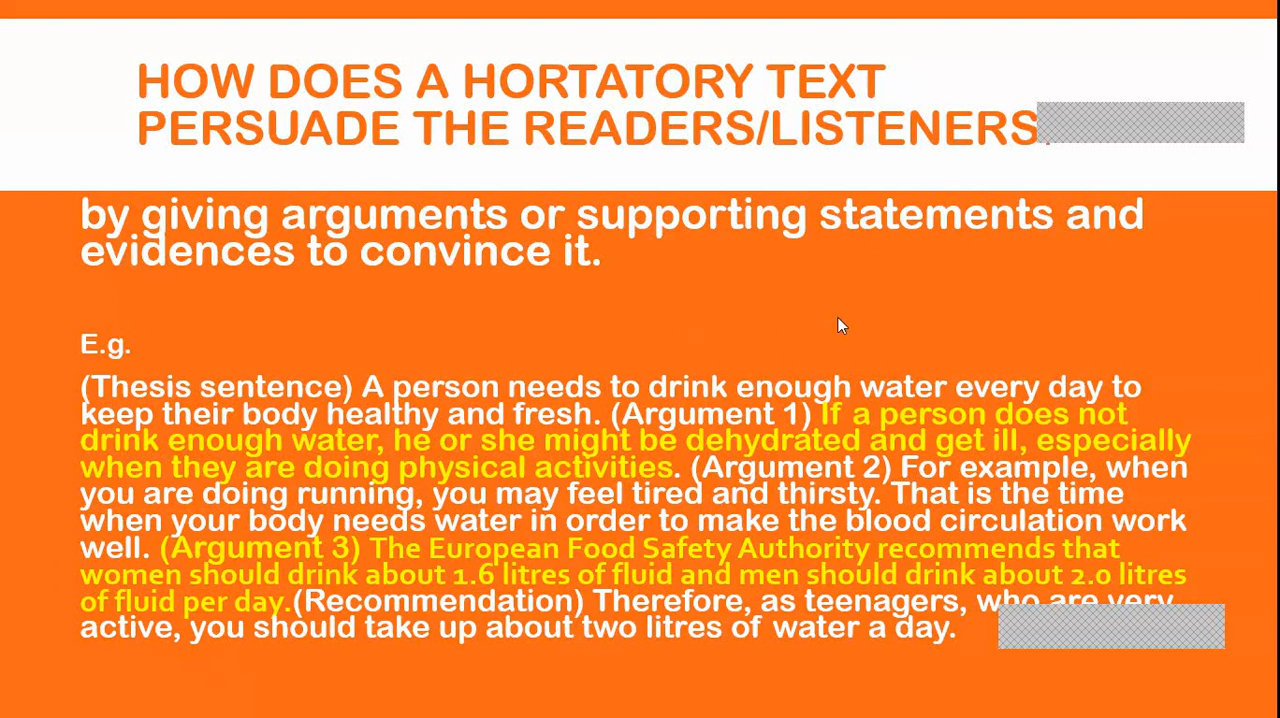 HOW DOES A HORTATORY TEXT
PERSUADE THE READERS/LISTENERS
by giving arguments or supporting statements and
evidences to convince it.
E.g.
(Thesis sentence) A person needs to drink enough water every day to
keep their body healthy and fresh. (Argument 1) If a person does not
drink enough water, he or she might be dehydrated and get ill, especially
when they are doing physical activities. (Argument 2) For example, when
you are doing running, you may feel tired and thirsty. That is the time
when your body needs water in order to make the blood circulation work
well. (Argument 3) The European Food Safety Authority recommends that
women should drink about 1.6 litres of fluid and men should drink about 2.0 litres
of fluid per day.(Recommendation) Therefore, as teenagers, who are very
active, you should take up about two litres of water a day.